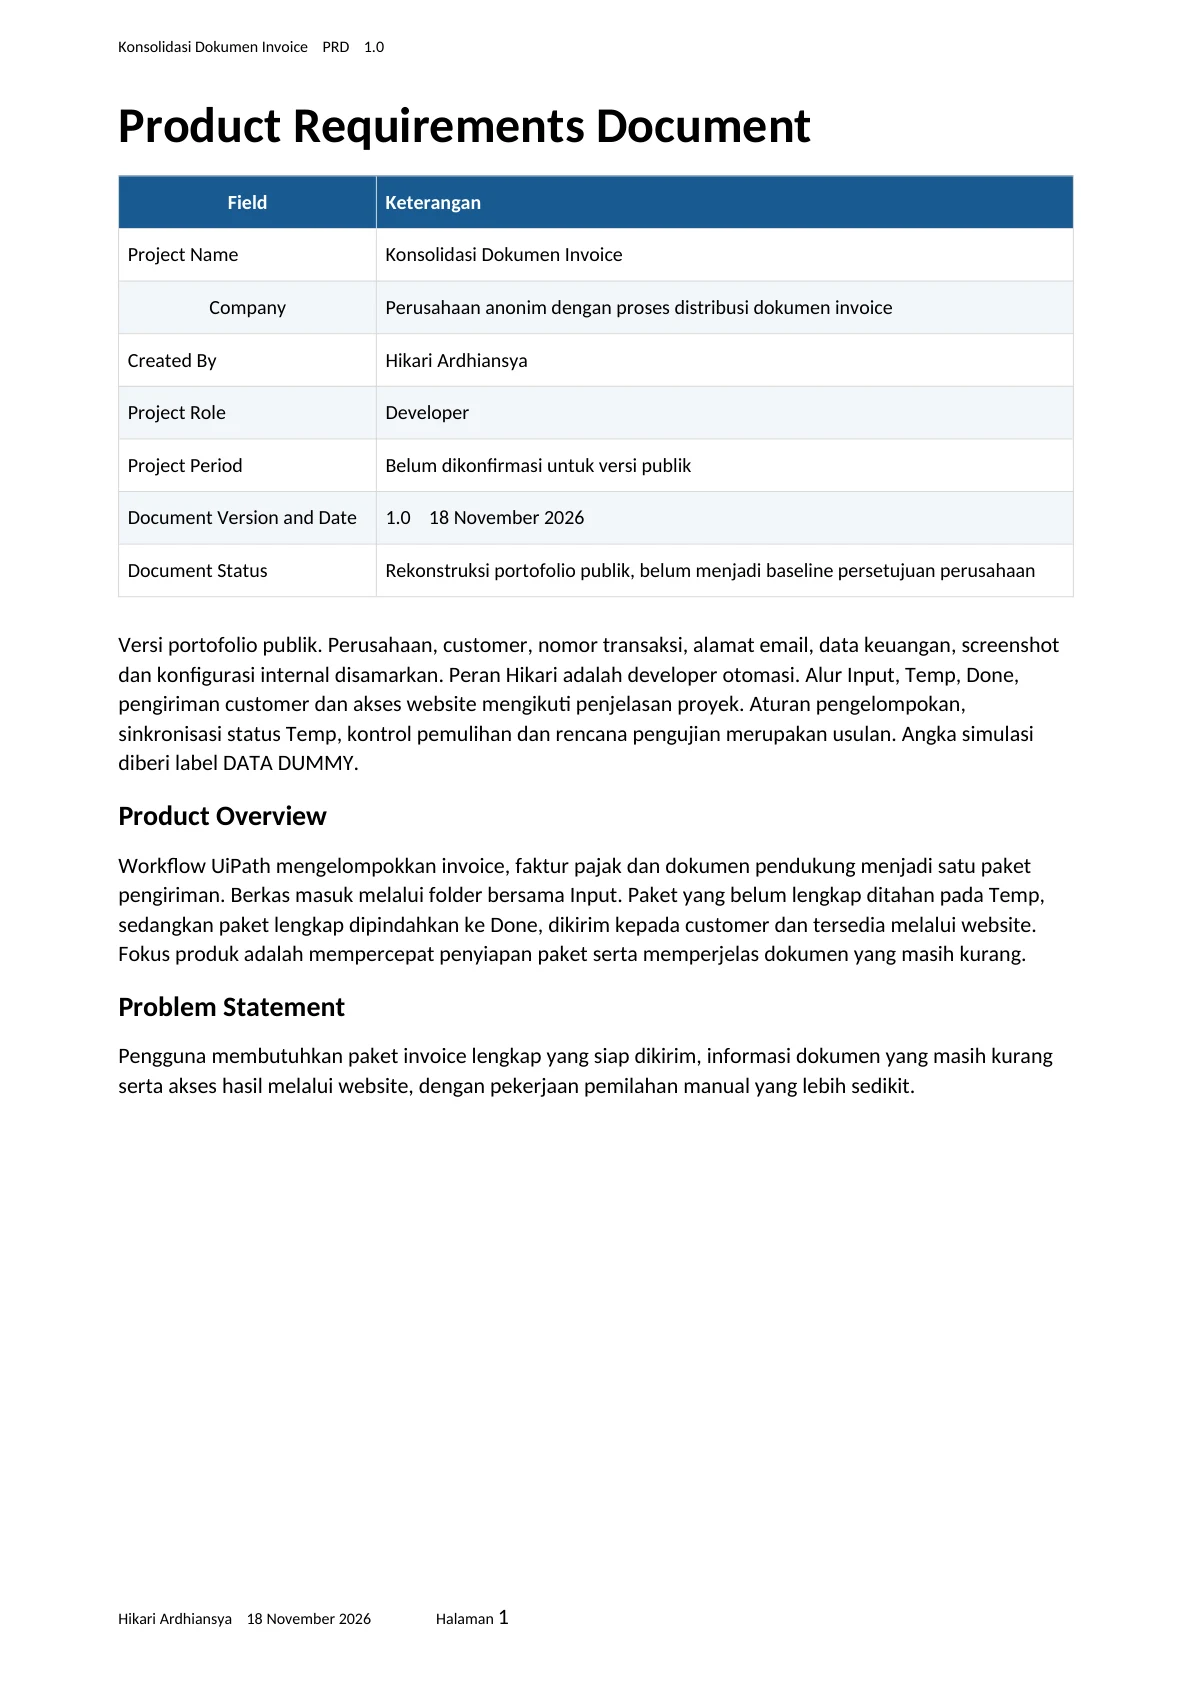 Konsolidasi Dokumen Invoice PRD 1.0
Product Requirements Document
Field Keterangan
Project Name Konsolidasi Dokumen Invoice
Company Perusahaan anonim dengan proses distribusi dokumen invoice
Created By Hikari Ardhiansya
Project Role Developer
Project Period Belum dikonfirmasi untuk versi publik
Document Version and Date 1.0 18 November 2026
Document Status Rekonstruksi portofolio publik, belum menjadi baseline persetujuan perusahaan
Versi portofolio publik. Perusahaan, customer, nomor transaksi, alamat email, data keuangan, screenshot
dan konfigurasi internal disamarkan. Peran Hikari adalah developer otomasi. Alur Input, Temp, Done,
pengiriman customer dan akses website mengikuti penjelasan proyek. Aturan pengelompokan,
sinkronisasi status Temp, kontrol pemulihan dan rencana pengujian merupakan usulan. Angka simulasi
diberi label DATA DUMMY.
Product Overview
Workflow UiPath mengelompokkan invoice, faktur pajak dan dokumen pendukung menjadi satu paket
pengiriman. Berkas masuk melalui folder bersama Input. Paket yang belum lengkap ditahan pada Temp,
sedangkan paket lengkap dipindahkan ke Done, dikirim kepada customer dan tersedia melalui website.
Fokus produk adalah mempercepat penyiapan paket serta memperjelas dokumen yang masih kurang.
Problem Statement
Pengguna membutuhkan paket invoice lengkap yang siap dikirim, informasi dokumen yang masih kurang
serta akses hasil melalui website, dengan pekerjaan pemilahan manual yang lebih sedikit.
Hikari Ardhiansya 18 November 2026 Halaman 1